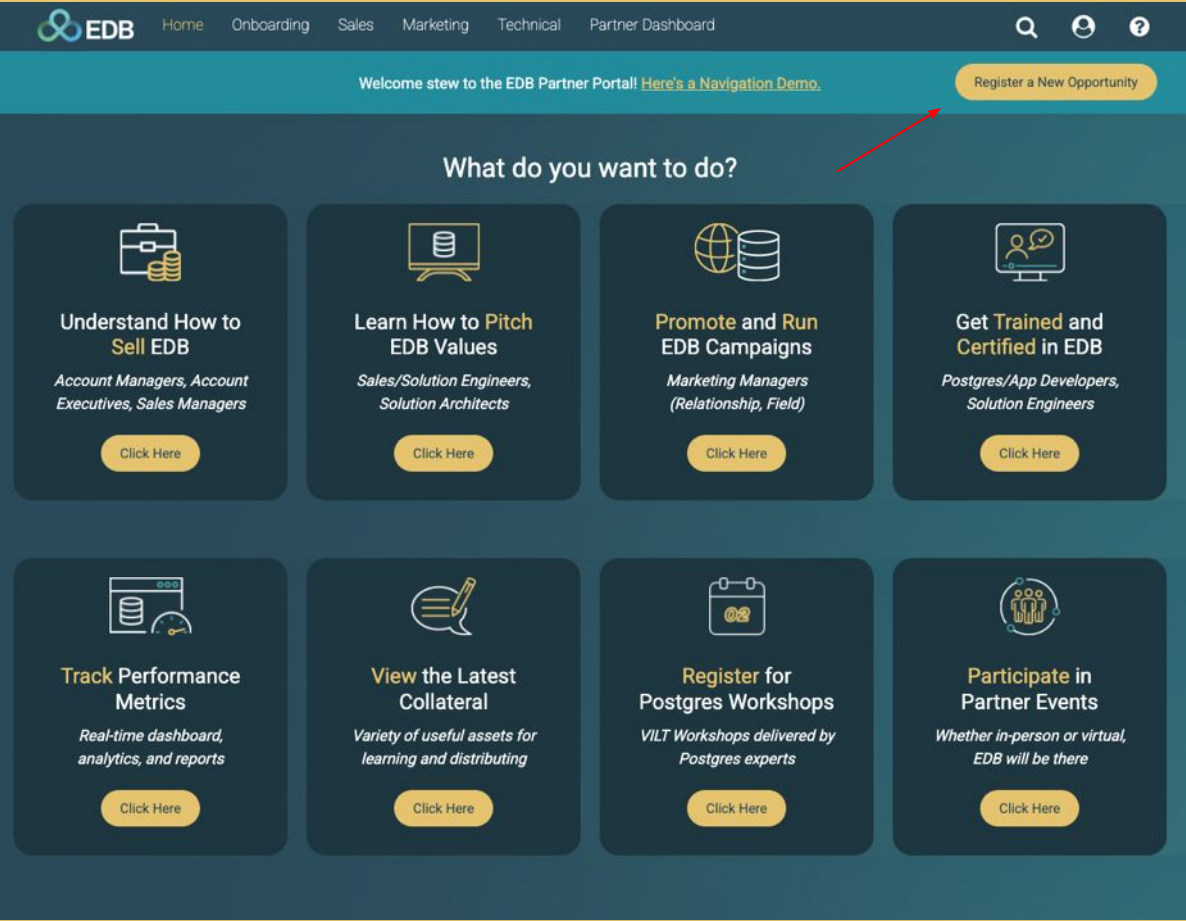 EDB Home Onboarding Sales Marketing Technical Partner Dashboard
Welcome stew to the EDB Partner Portal! Here's a Navigation Demo.
Register a New Opportunity
What do you want to do?
Understand How to
Sell EDB
Account Managers, Account
Executives, Sales Managers
Click Here
Learn How to Pitch
EDB Values
Sales/Solution Engineers,
Solution Architects
Click Here
Promote and Run
EDB Campaigns
Marketing Managers
(Relationship, Field)
Click Here
Get Trained and
Certified in EDB
Postgres/App Developers,
Solution Engineers
Click Here
Track Performance
Metrics
Real-time dashboard,
analytics, and reports
Click Here
View the Latest
Collateral
Variety of useful assets for
learning and distributing
Click Here
02
Register for
Postgres Workshops
VILT Workshops delivered by
Postgres experts
Click Here
Participate in
Partner Events
Whether in-person or virtual,
EDB will be there
Click Here